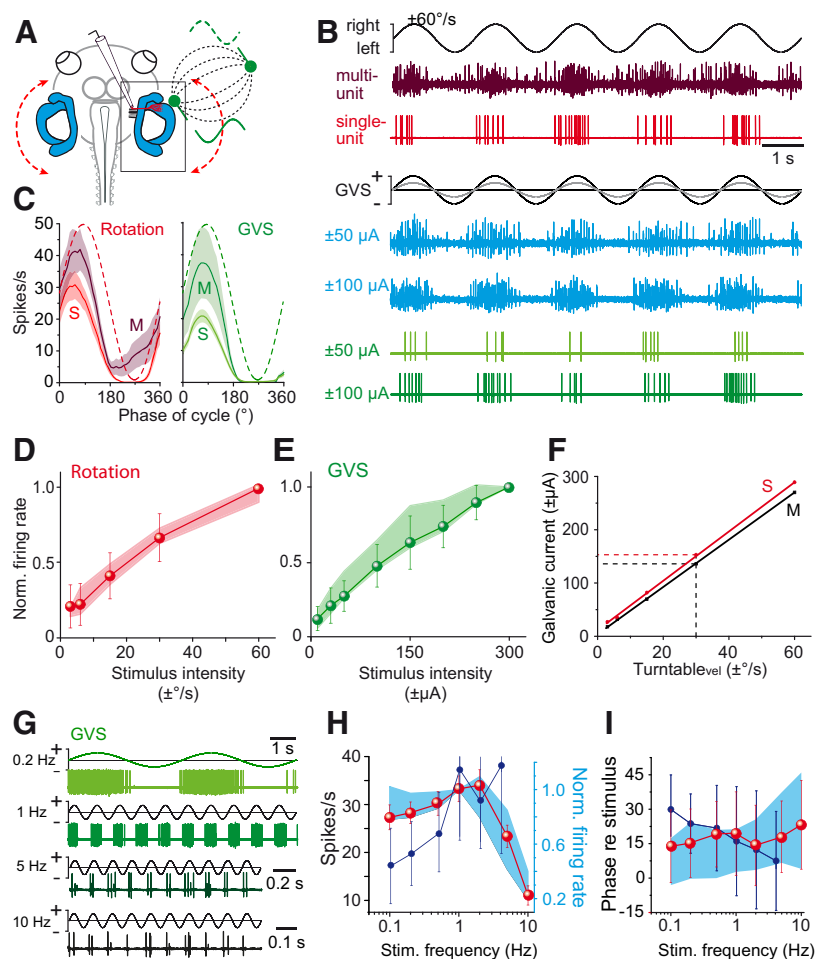 A
B
±60°/s
right
left
multi-
unit
single-
unit
1 s
GVS
+
-
±50 µA
±100 µA
±50 µA
±100 µA
C
Rotation
GVS
Spikes/s
50
40
30
20
10
0
S
M
M
S
0
180
360
0
180
360
Phase of cycle (°)
D
Rotation
Norm. firing rate
1.0
0.5
0
0
20
40
60
Stimulus intensity
(±°/s)
E
GVS
1.0
0.5
0
0
150
300
Stimulus intensity
(±µA)
F
Galvanic current (±µA)
300
200
100
0
S
M
0
20
40
60
Turntablevel (±°/s)
G
GVS
1 s
0.2 Hz
+
-
1 Hz
+
-
5 Hz
+
-
0.2 s
10 Hz
+
-
0.1 s
H
Spikes/s
40
30
20
10
Norm. firing rate
1.0
0.6
0.2
0.1
1
10
Stim. frequency (Hz)
I
Phase re stimulus
45
30
15
0
-15
0.1
1
10
Stim. frequency (Hz)